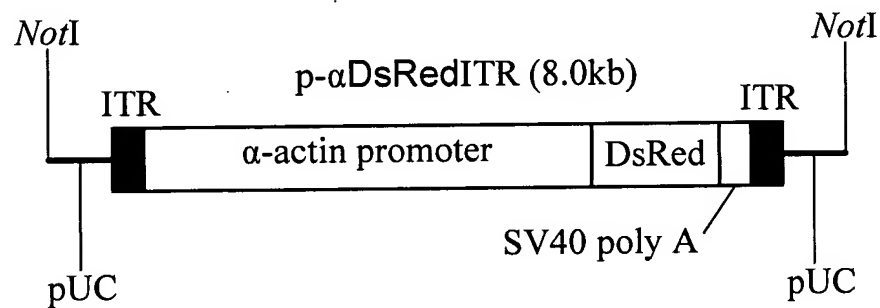 NotI
NotI
p-αDsRedITR (8.0kb)
ITR
ITR
α-actin promoter
DsRed
SV40 poly A
pUC
pUC